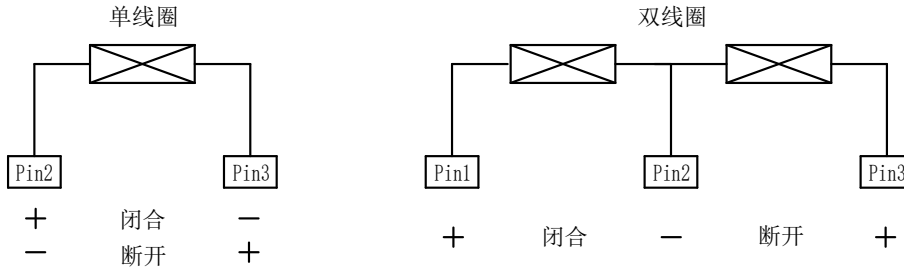 单线圈 双线圈
Pin2 Pin3 Pin1 Pin2 Pin3
+ 闭合 −
− 断开 +
+ 闭合 − 断开 +